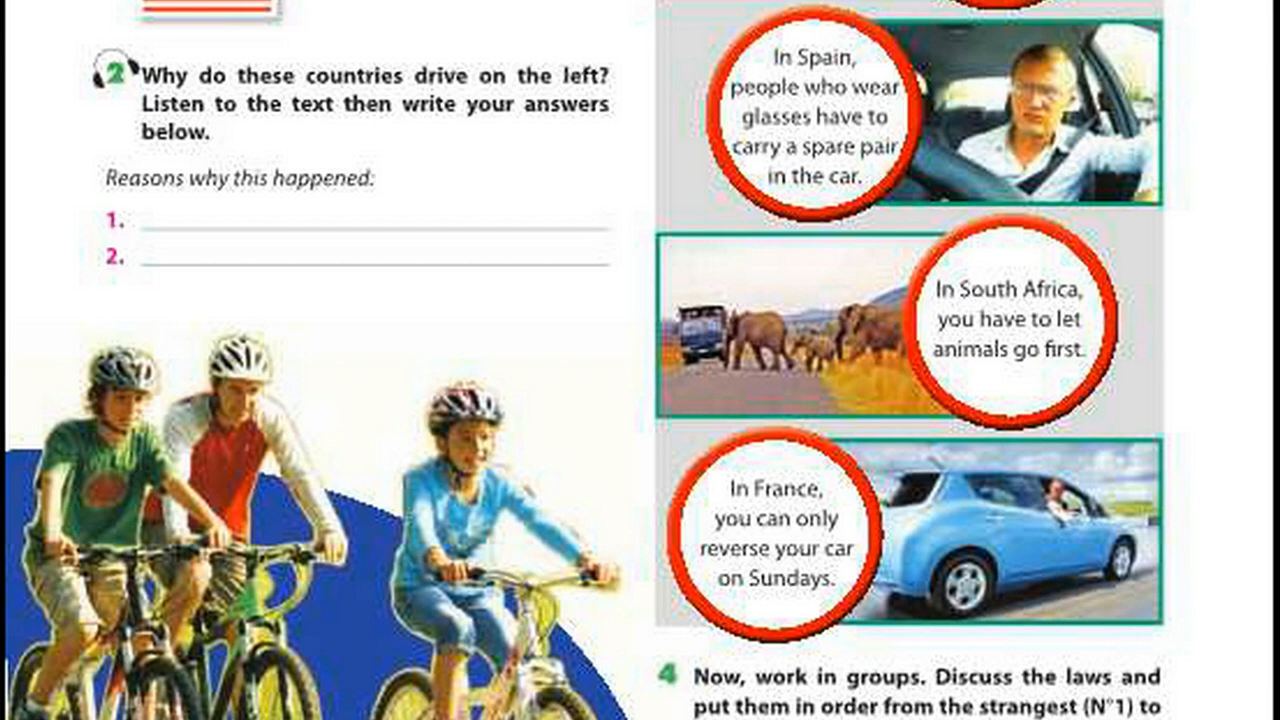 2 Why do these countries drive on the left?
Listen to the text then write your answers
below.
Reasons why this happened:
1.
2.
In Spain,
people who wear
glasses have to
carry a spare pair
in the car.
In South Africa,
you have to let
animals go first.
In France,
you can only
reverse your car
on Sundays.
4 Now, work in groups. Discuss the laws and
put them in order from the strangest (N°1) to